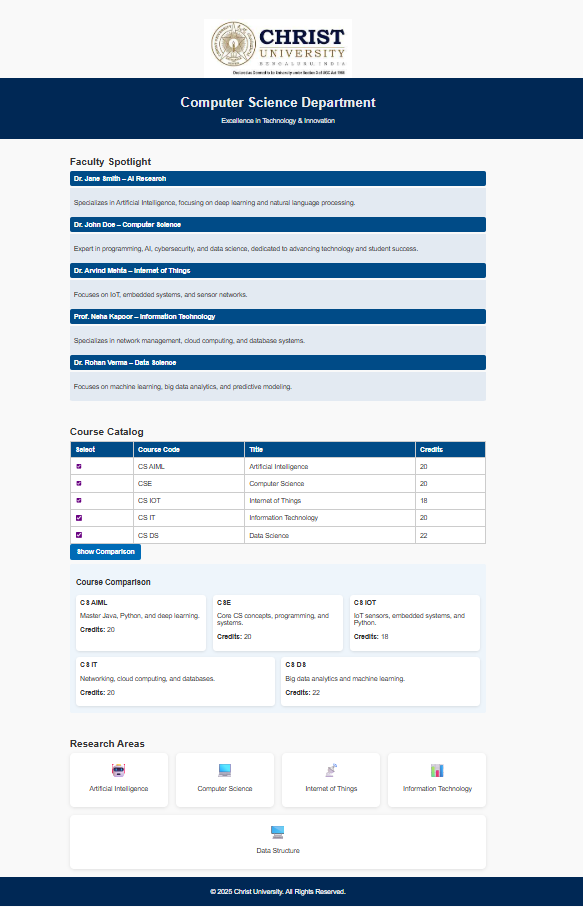 CHRIST
UNIVERSITY
BENGALURU, INDIA
Declared as Deemed to be University under Section 3 of UGC Act 1956
Computer Science Department
Excellence in Technology & Innovation
Faculty Spotlight
Dr. Jane Smith – AI Research
Specializes in Artificial Intelligence, focusing on deep learning and natural language processing.
Dr. John Doe – Computer Science
Expert in programming, AI, cybersecurity, and data science, dedicated to advancing technology and student success.
Dr. Arvind Mehta – Internet of Things
Focuses on IoT, embedded systems, and sensor networks.
Prof. Neha Kapoor – Information Technology
Specializes in network management, cloud computing, and database systems.
Dr. Rohan Verma – Data Science
Focuses on machine learning, big data analytics, and predictive modeling.
Course Catalog
Select Course Code Title Credits
CS AIML Artificial Intelligence 20
CSE Computer Science 20
CS IOT Internet of Things 18
CS IT Information Technology 20
CS DS Data Science 22
Show Comparison
Course Comparison
CS AIML
Master Java, Python, and deep learning.
Credits: 20
CSE
Core CS concepts, programming, and
systems.
Credits: 20
CS IOT
IoT sensors, embedded systems, and
Python.
Credits: 18
CS IT
Networking, cloud computing, and databases.
Credits: 20
CS DS
Big data analytics and machine learning.
Credits: 22
Research Areas
Artificial Intelligence
Computer Science
Internet of Things
Information Technology
Data Structure
© 2025 Christ University. All Rights Reserved.